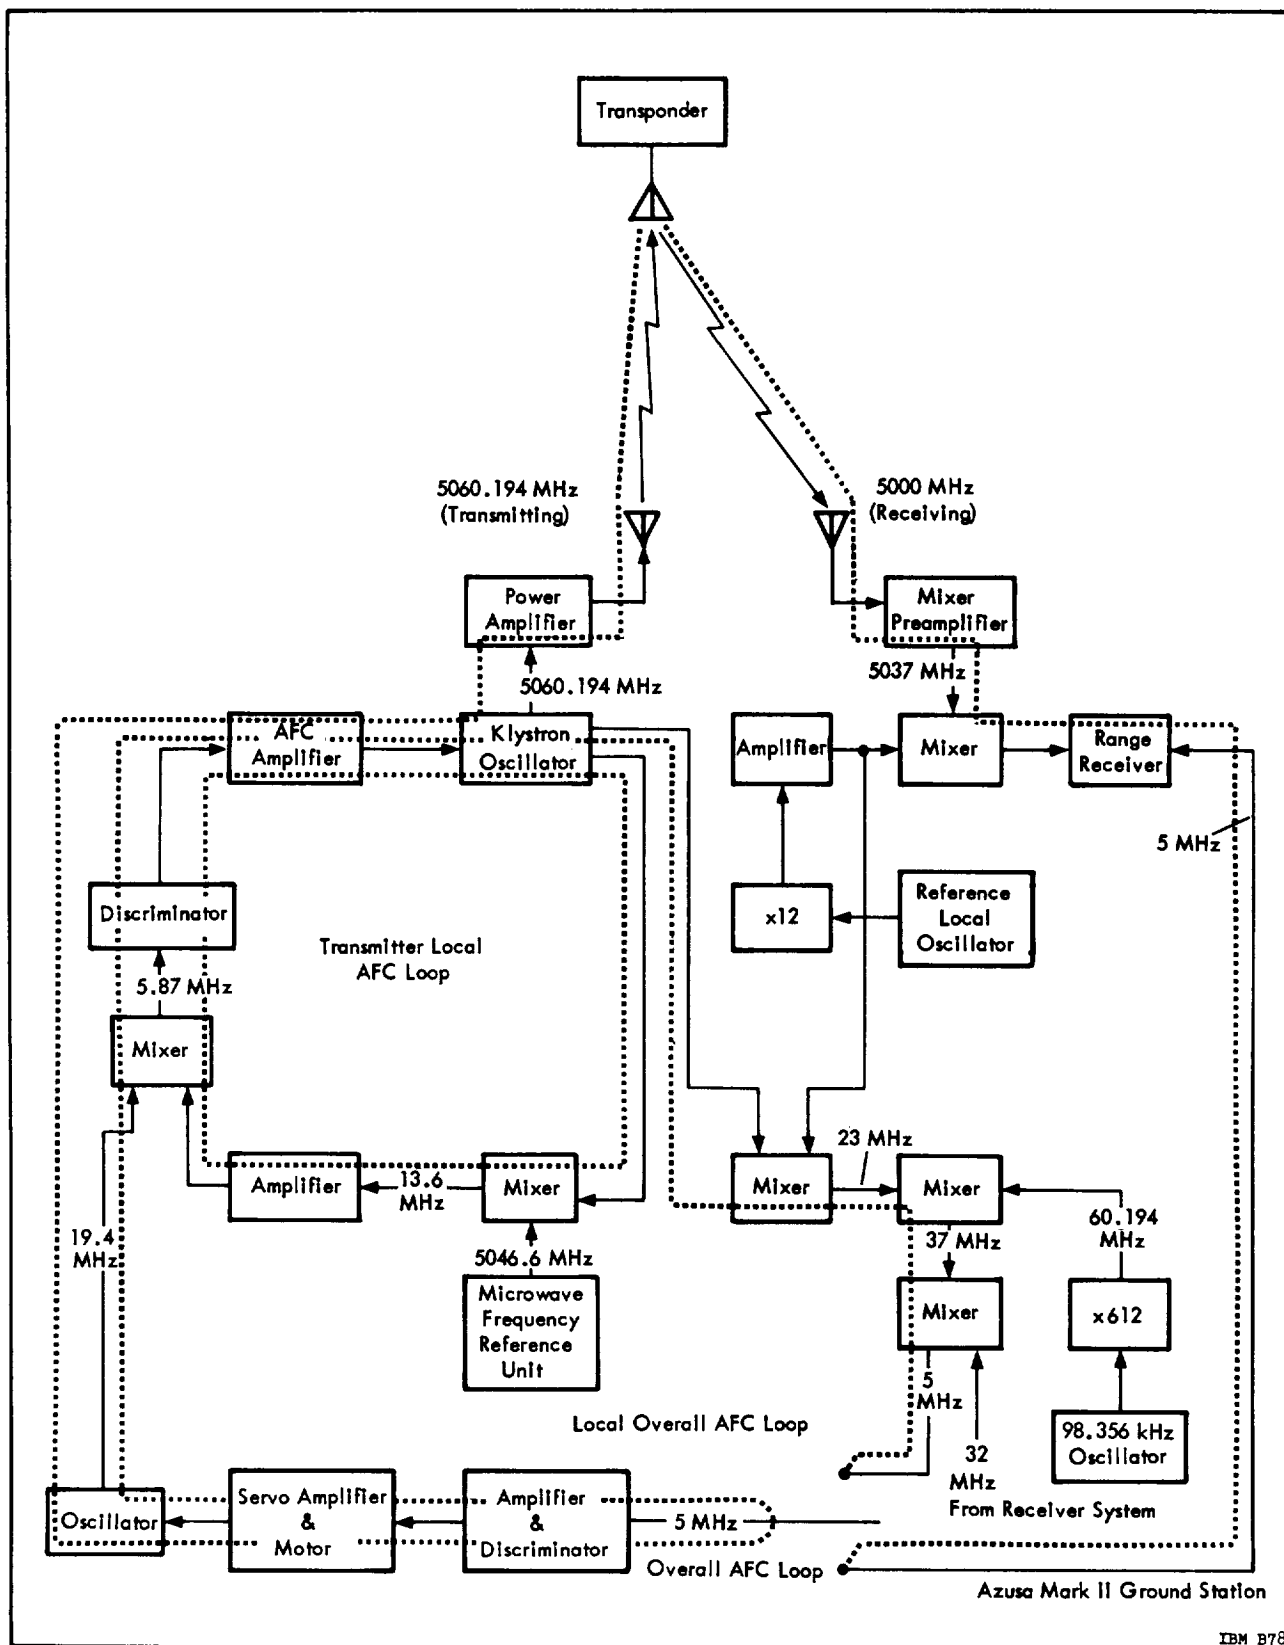 Transponder
5060.194 MHz
(Transmitting)
5000 MHz
(Receiving)
Power
Amplifier
Mixer
Preamplifier
5060.194 MHz
5037 MHz
AFC
Amplifier
Klystron
Oscillator
Amplifier
Mixer
Range
Receiver
5 MHz
Discriminator
x12
Reference
Local
Oscillator
Transmitter Local
AFC Loop
5.87 MHz
Mixer
23 MHz
Amplifier
13.6
MHz
Mixer
Mixer
Mixer
60.194
MHz
19.4
MHz
37 MHz
5046.6 MHz
Microwave
Frequency
Reference
Unit
Mixer
x612
5
MHz
Local Overall AFC Loop
98.356 kHz
Oscillator
32
MHz
From Receiver System
Oscillator
Servo Amplifier
&
Motor
Amplifier
&
Discriminator
5 MHz
Overall AFC Loop
Azusa Mark II Ground Station
IBM B78